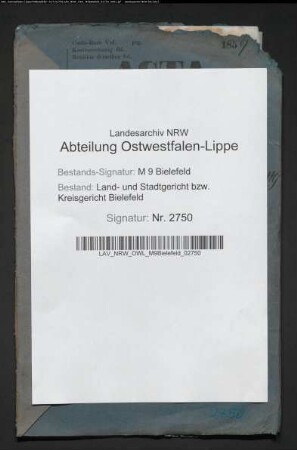 185
ACTA
Landesarchiv NRW
Abteilung Ostwestfalen-Lippe
Bestands-Signatur: M 9 Bielefeld
Bestand: Land- und Stadtgericht bzw.
Kreisgericht Bielefeld
Signatur: Nr. 2750
LAV_NRW_OWL_M9Bielefeld_02750